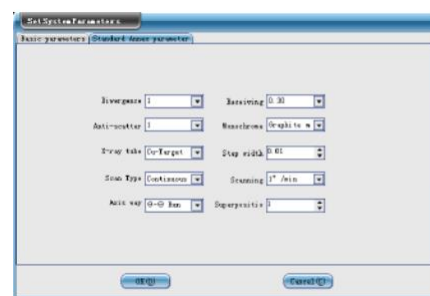 Set System Parameters
Basic parameters Standard Annex parameter
Divergence 1 Receiving 0.30
Anti-scatter 1 Monochroma Graphite m
X-ray tube Cu-Target Step width 0.01
Scan Type Continuous Scanning 1° /min
Axis way Θ-Θ Run Superpositio 1
OK(O) Cancel(C)